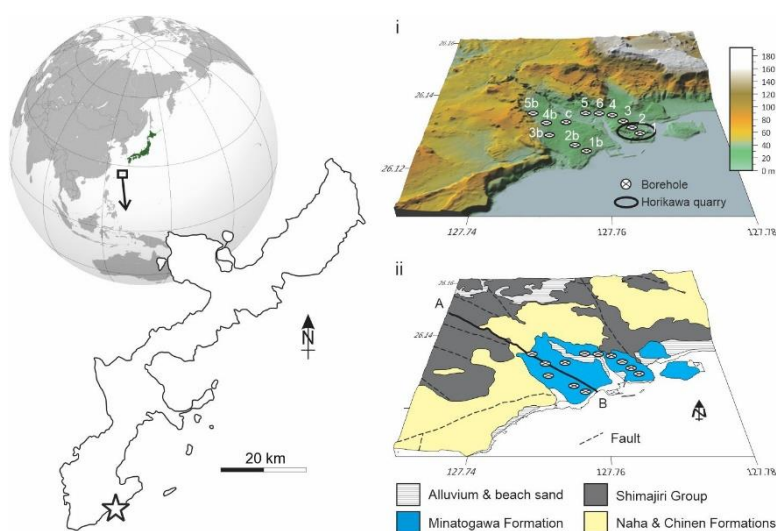 N
20 km
i
26.16
26.14
26.12
127.74
127.76
127.78
5b
4b
c
5
6
4
3
2
3b
2b
1b
180
160
140
120
100
80
60
40
20
0 m
Borehole
Horikawa quarry
ii
A
26.16
26.14
B
N
Fault
127.74
127.76
127.78
Alluvium & beach sand
Shimajiri Group
Minatogawa Formation
Naha & Chinen Formations